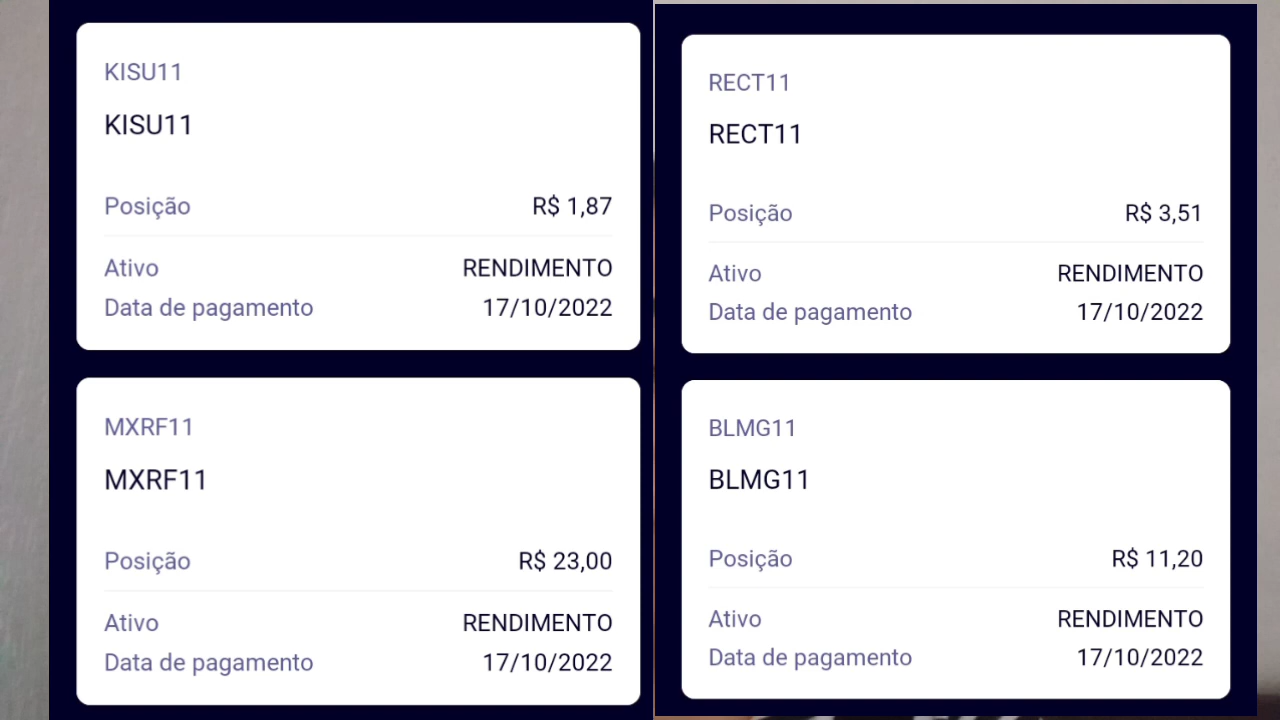 KISU11
KISU11
Posição R$ 1,87
Ativo RENDIMENTO
Data de pagamento 17/10/2022
MXRF11
MXRF11
Posição R$ 23,00
Ativo RENDIMENTO
Data de pagamento 17/10/2022
RECT11
RECT11
Posição R$ 3,51
Ativo RENDIMENTO
Data de pagamento 17/10/2022
BLMG11
BLMG11
Posição R$ 11,20
Ativo RENDIMENTO
Data de pagamento 17/10/2022